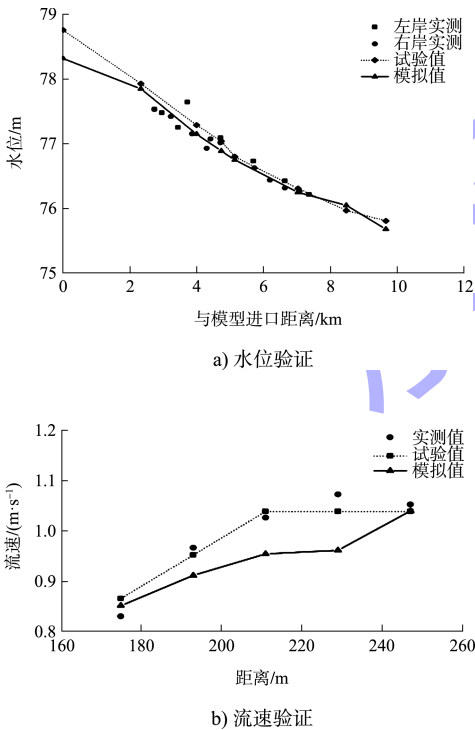 79
78
77
76
75
水位/m
左岸实测
右岸实测
试验值
模拟值
0 2 4 6 8 10 12
与模型进口距离/km
a) 水位验证
1.2
1.1
1.0
0.9
0.8
流速/(m·s⁻¹)
实测值
试验值
模拟值
160 180 200 220 240 260
距离/m
b) 流速验证